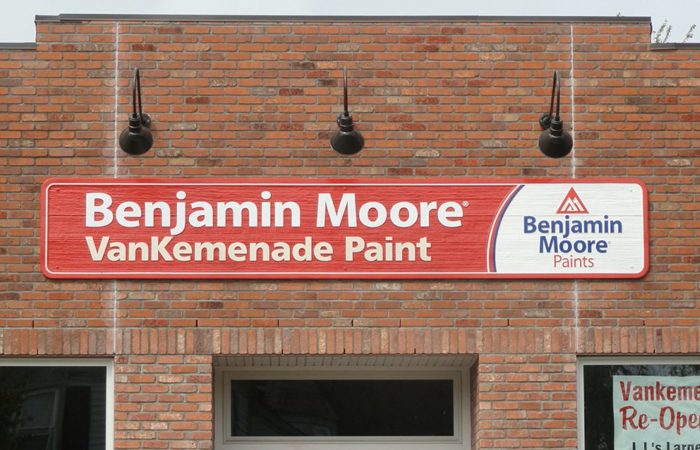 Benjamin Moore®
VanKemenade Paint
Benjamin
Moore®
Paints
Re-Ope